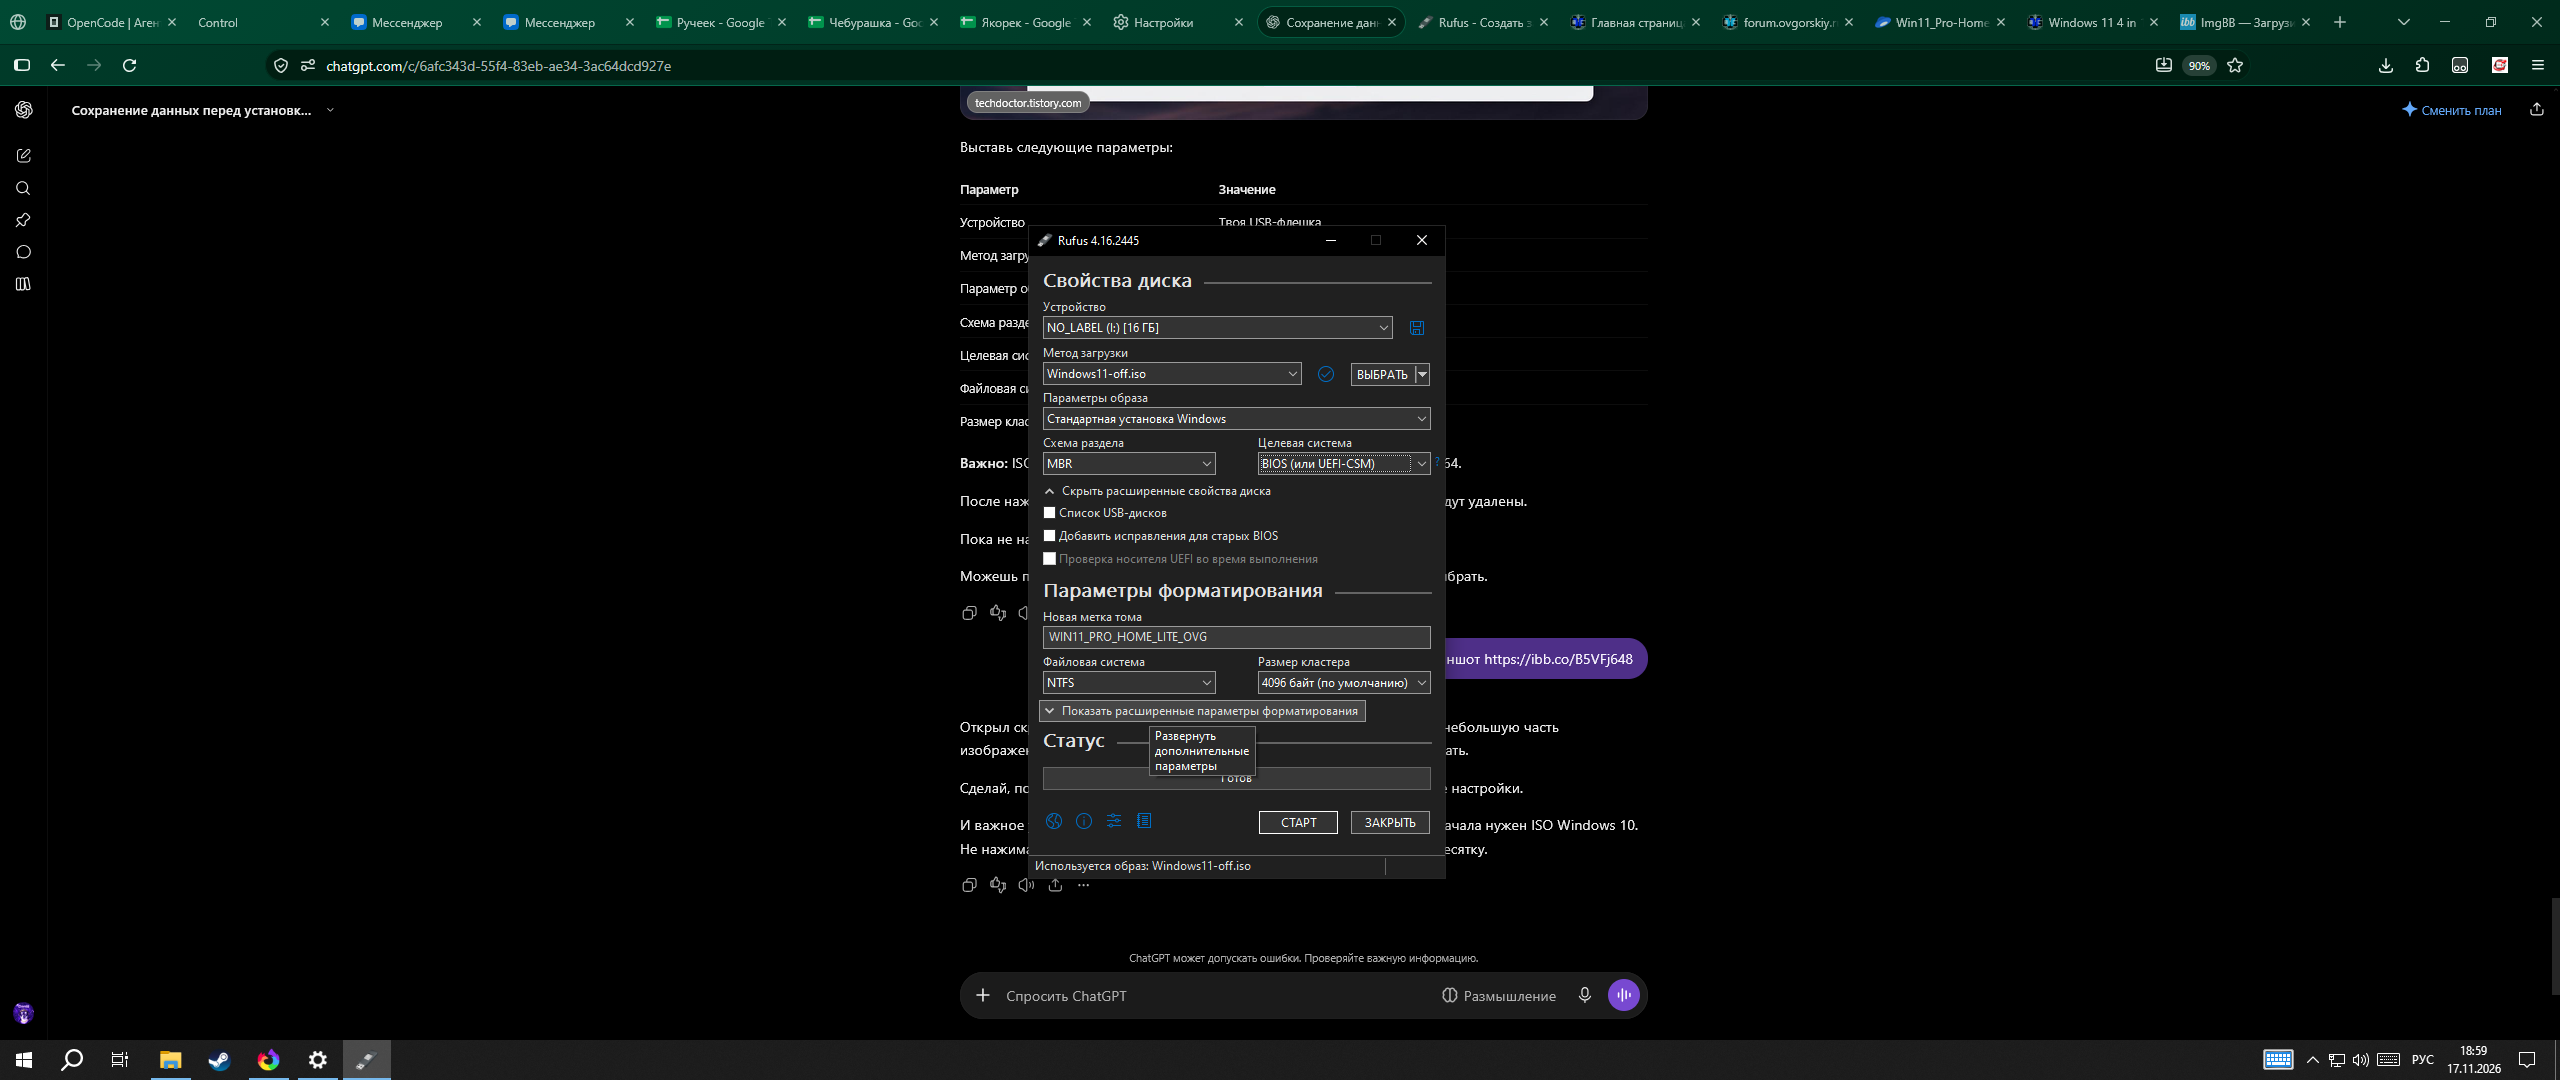 OpenCode | Аген
Control
Мессенджер
Мессенджер
Ручеек - Google
Чебурашка - Goo
Якорек - Google
Настройки
Сохранение дан
Rufus - Создать з
Главная страниц
forum.ovgorskiy.r
Win11_Pro-Home
Windows 11 4 in
ibb
ImgBB — Загрузи
chatgpt.com/c/6afc343d-55f4-83eb-ae34-3ac64dcd927e
90%
Сохранение данных перед установк...
Сменить план
techdoctor.tistory.com
Выставь следующие параметры:
Параметр Значение
Устройство Твоя USB-флешка
Метод загру
Параметр о
Схема разде
Целевая сис
Файловая си
Размер клас
Важно: ISO 64.
После наж дут удалены.
Пока не на
Можешь п ыбрать.
ншот https://ibb.co/B5VFj648
Открыл ск небольшую часть
изображен ать.
Сделай, по е настройки.
И важное ачала нужен ISO Windows 10.
Не нажима есятку.
Rufus 4.16.2445
Свойства диска
Устройство
NO_LABEL (I:) [16 ГБ]
Метод загрузки
Windows11-off.iso
ВЫБРАТЬ
Параметры образа
Стандартная установка Windows
Схема раздела Целевая система
MBR BIOS (или UEFI-CSM) ?
Скрыть расширенные свойства диска
Список USB-дисков
Добавить исправления для старых BIOS
Проверка носителя UEFI во время выполнения
Параметры форматирования
Новая метка тома
WIN11_PRO_HOME_LITE_OVG
Файловая система Размер кластера
NTFS 4096 байт (по умолчанию)
Показать расширенные параметры форматирования
Статус
Развернуть
дополнительные
параметры
Готов
СТАРТ ЗАКРЫТЬ
Используется образ: Windows11-off.iso
ChatGPT может допускать ошибки. Проверяйте важную информацию.
Спросить ChatGPT
Размышление
РУС
18:59
17.11.2026